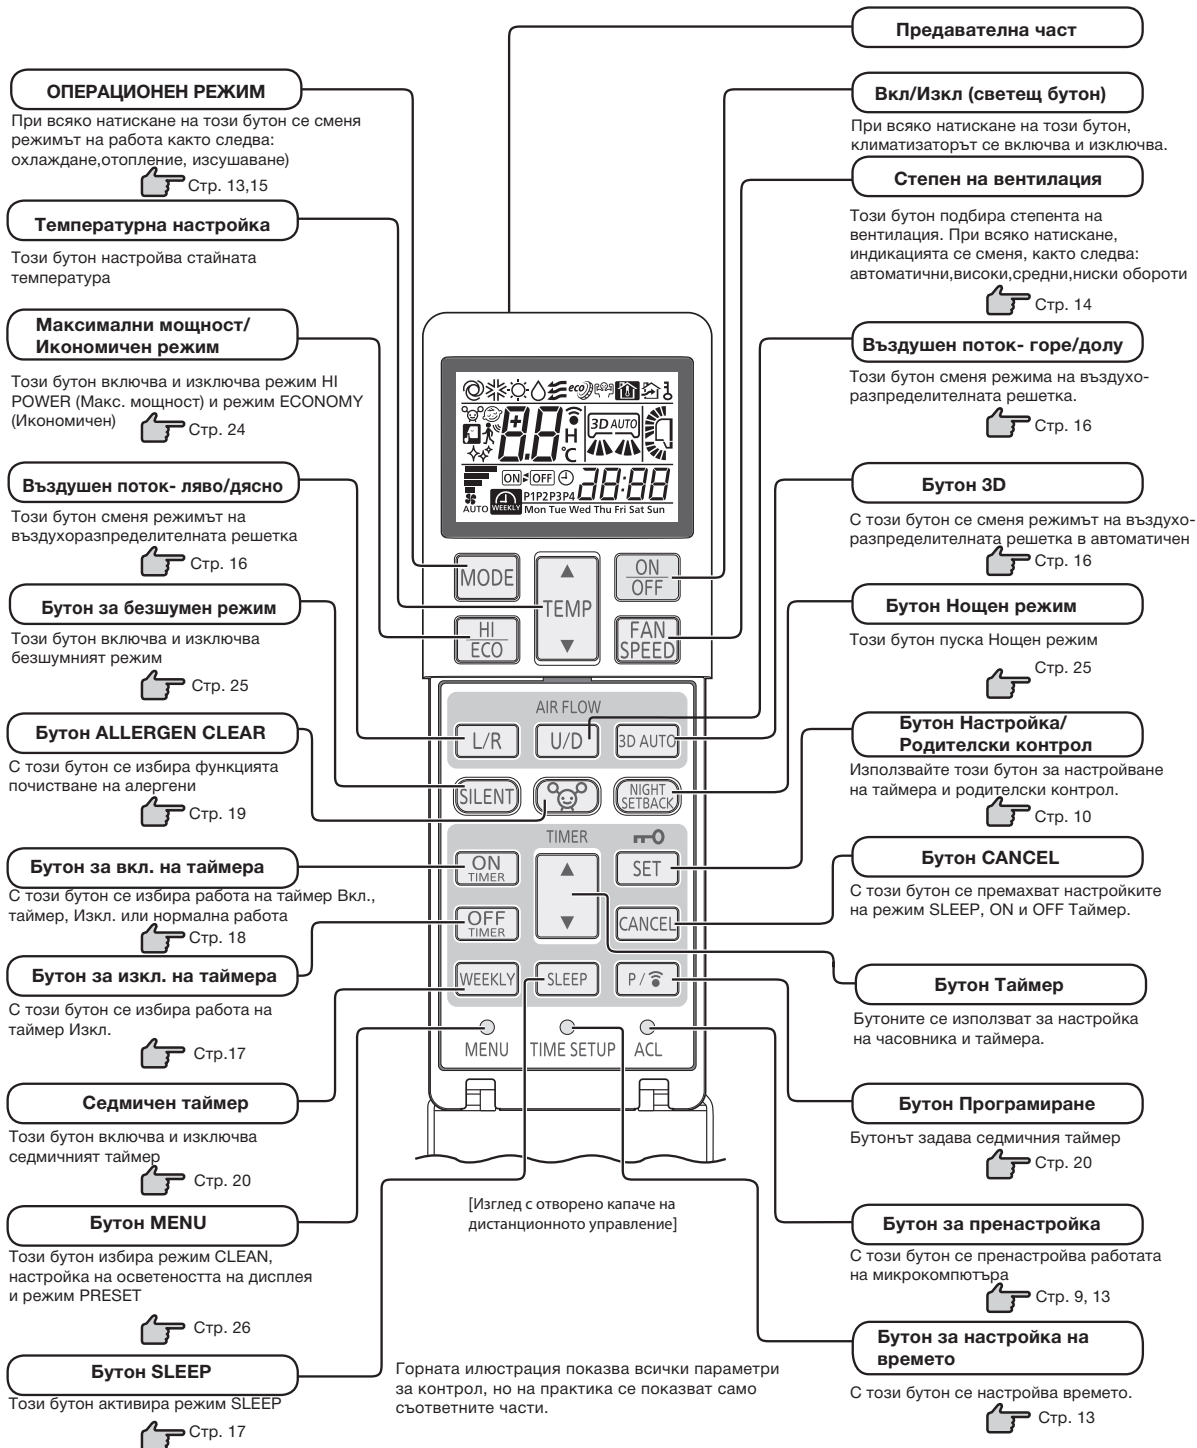 Предавателна част
ОПЕРАЦИОНЕН РЕЖИМ
При всяко натискане на този бутон се сменя
режимът на работа както следва:
охлаждане,отопление, изсушаване)
Стр. 13,15
Температурна настройка
Този бутон настройва стайната
температура
Максимални мощност/
Икономичен режим
Този бутон включва и изключва режим HI
POWER (Макс. мощност) и режим ECONOMY
(Икономичен)
Стр. 24
Въздушен поток- ляво/дясно
Този бутон сменя режимът на
въздухоразпределителната решетка
Стр. 16
Бутон за безшумен режим
Този бутон включва и изключва
безшумният режим
Стр. 25
Бутон ALLERGEN CLEAR
С този бутон се избира функцията
почистване на алергени
Стр. 19
Бутон за вкл. на таймера
С този бутон се избира работа на таймер Вкл.,
таймер, Изкл. или нормална работа
Стр. 18
Бутон за изкл. на таймера
С този бутон се избира работа на
таймер Изкл.
Стр.17
Седмичен таймер
Този бутон включва и изключва
седмичният таймер
Стр. 20
Бутон MENU
Този бутон избира режим CLEAN,
настройка на осветеността на дисплея
и режим PRESET
Стр. 26
Бутон SLEEP
Този бутон активира режим SLEEP
Стр. 17
eco
3D AUTO
8.8 H
°C
ON OFF 28:88
P1P2P3P4
AUTO WEEKLY Mon Tue Wed Thu Fri Sat Sun
MODE
TEMP
ON
OFF
HI
ECO
FAN
SPEED
AIR FLOW
L/R U/D 3D AUTO
SILENT
NIGHT
SETBACK
TIMER
ON
TIMER
SET
OFF
TIMER
CANCEL
WEEKLY SLEEP P/
MENU TIME SETUP ACL
[Изглед с отворено капаче на
дистанционното управление]
Горната илюстрация показва всички параметри
за контрол, но на практика се показват само
съответните части.
Вкл/Изкл (светещ бутон)
При всяко натискане на този бутон,
климатизаторът се включва и изключва.
Степен на вентилация
Този бутон подбира степента на
вентилация. При всяко натискане,
индикацията се сменя, както следва:
автоматични,високи,средни,ниски обороти
Стр. 14
Въздушен поток- горе/долу
Този бутон сменя режима на въздухо-
разпределителната решетка.
Стр. 16
Бутон 3D
С този бутон се сменя режимът на въздухо-
разпределителната решетка в автоматичен
Стр. 16
Бутон Нощен режим
Този бутон пуска Нощен режим
Стр. 25
Бутон Настройка/
Родителски контрол
Използвайте този бутон за настройване
на таймера и родителски контрол.
Стр. 10
Бутон CANCEL
С този бутон се премахват настройките
на режим SLEEP, ON и OFF Таймер.
Бутон Таймер
Бутоните се използват за настройка
на часовника и таймера.
Бутон Програмиране
Бутонът задава седмичния таймер
Стр. 20
Бутон за пренастройка
С този бутон се пренастройва работата
на микрокомпютъра
Стр. 9, 13
Бутон за настройка на
времето
С този бутон се настройва времето.
Стр. 13